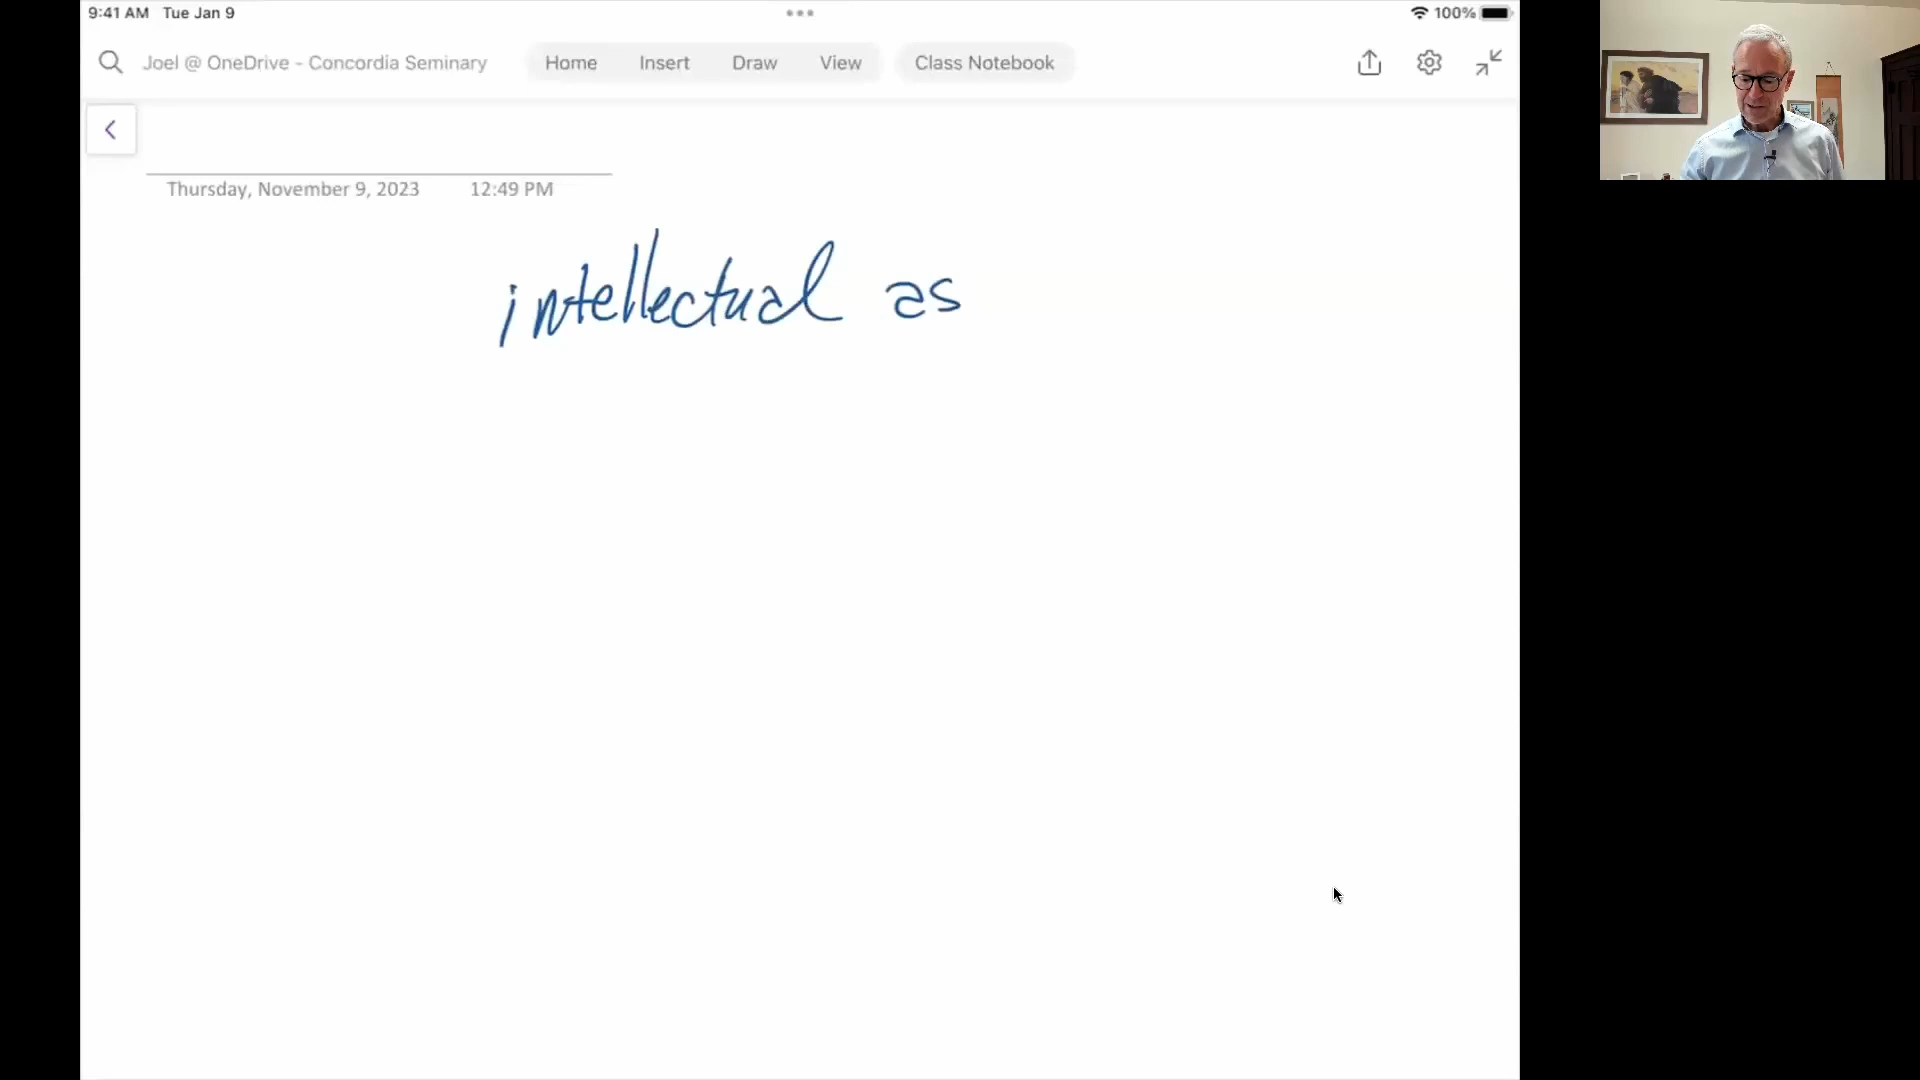 9:41 AM Tue Jan 9 100%
Joel @ OneDrive - Concordia Seminary Home Insert Draw View Class Notebook
Thursday, November 9, 2023 12:49 PM
intellectual as